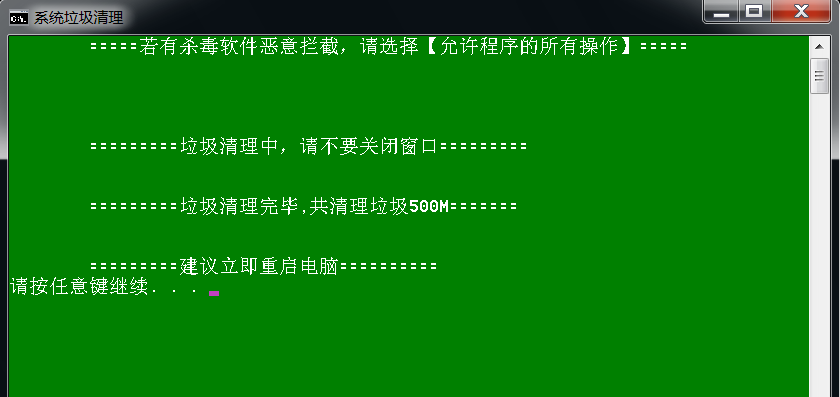 系统垃圾清理
=====若有杀毒软件恶意拦截，请选择【允许程序的所有操作】=====
=========垃圾清理中，请不要关闭窗口=========
=========垃圾清理完毕,共清理垃圾500M=======
=========建议立即重启电脑==========
请按任意键继续. . .